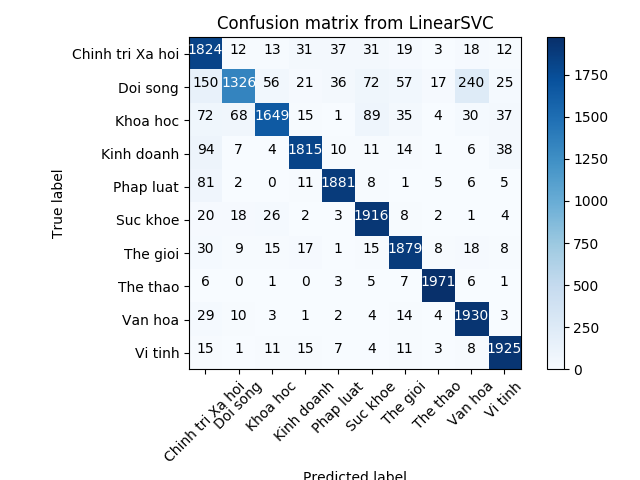 Confusion matrix from LinearSVC
Chinh tri Xa hoi 1824 12 13 31 37 31 19 3 18 12
Doi song 150 1326 56 21 36 72 57 17 240 25
Khoa hoc 72 68 1649 15 1 89 35 4 30 37
Kinh doanh 94 7 4 1815 10 11 14 1 6 38
Phap luat 81 2 0 11 1881 8 1 5 6 5
Suc khoe 20 18 26 2 3 1916 8 2 1 4
The gioi 30 9 15 17 1 15 1879 8 18 8
The thao 6 0 1 0 3 5 7 1971 6 1
Van hoa 29 10 3 1 2 4 14 4 1930 3
Vi tinh 15 1 11 15 7 4 11 3 8 1925
True label
Chinh tri Xa hoi
Doi song
Khoa hoc
Kinh doanh
Phap luat
Suc khoe
The gioi
The thao
Van hoa
Vi tinh
Predicted label
1750
1500
1250
1000
750
500
250
0